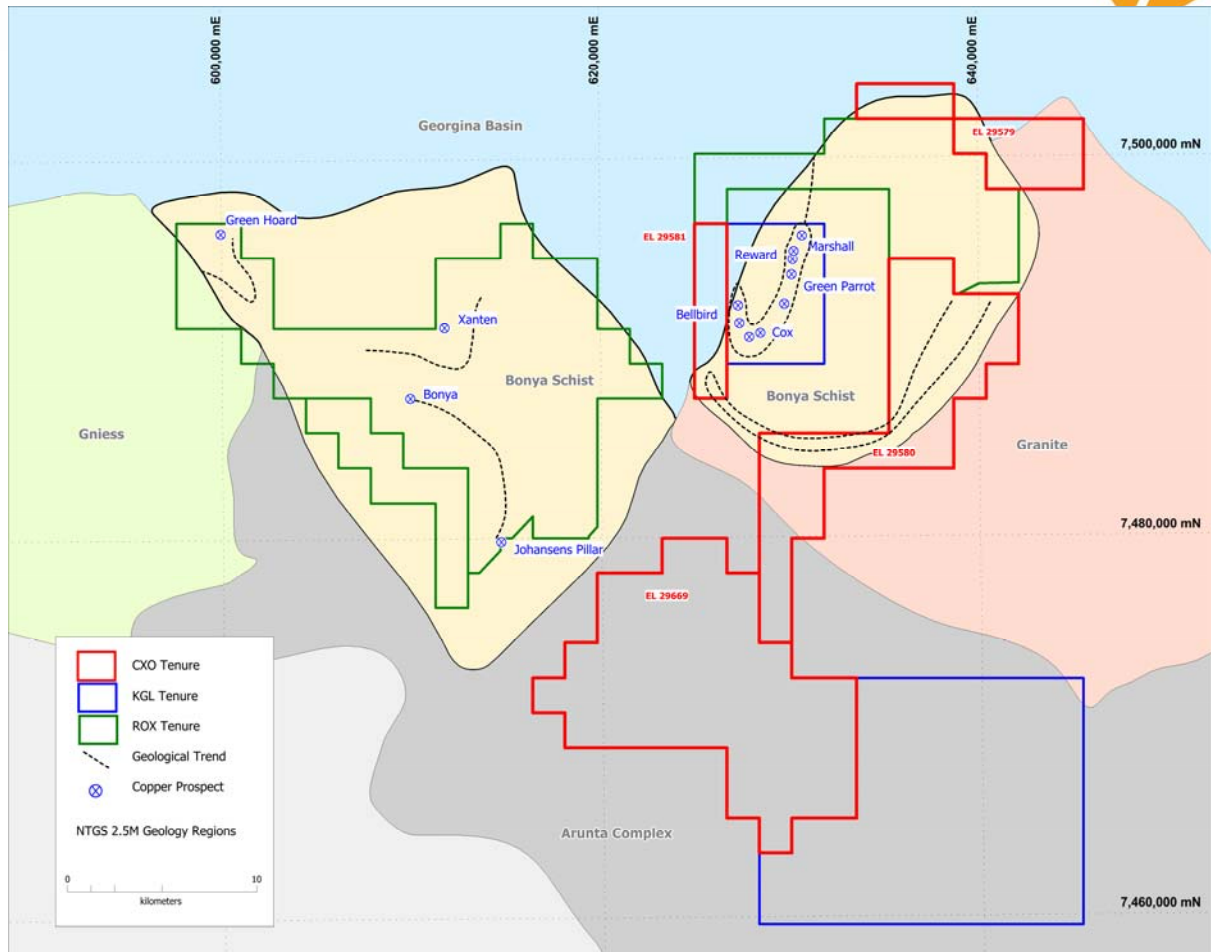 600,000 mE
620,000 mE
640,000 mE
Georgina Basin
EL 29579
7,500,000 mN
Green Hoard
EL 29581
Reward
Marshall
Green Parrot
Bellbird
Cox
Xanten
Bonya Schist
Bonya
Bonya Schist
Gniess
Granite
EL 29580
7,480,000 mN
Johansens Pillar
EL 29669
CXO Tenure
KGL Tenure
ROX Tenure
Geological Trend
Copper Prospect
NTGS 2.5M Geology Regions
Arunta Complex
0 10
kilometers
7,460,000 mN